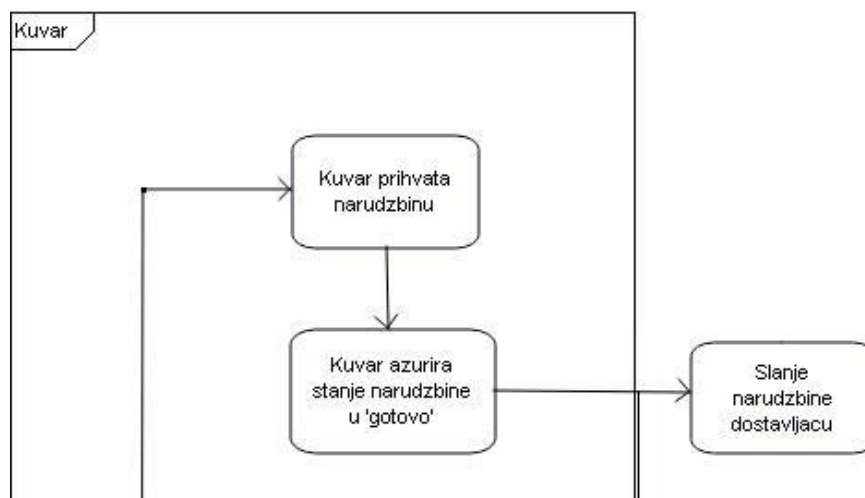 Kuvar
Kuvar prihvata
narudzbinu
Kuvar azurira
stanje narudzbine
u 'gotovo'
Slanje
narudzbine
dostavljacu